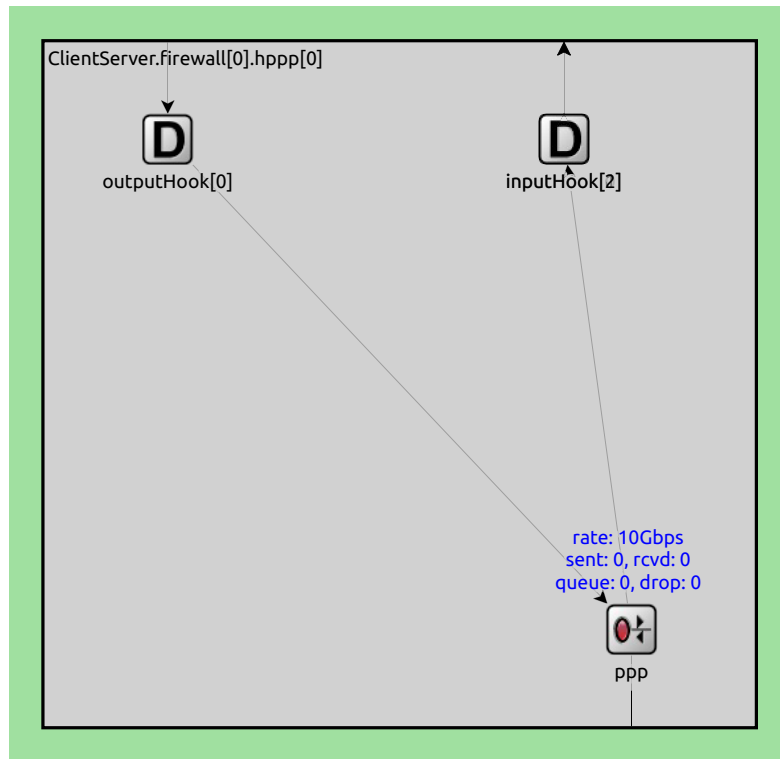 ClientServer.firewall[0].hppp[0]
D
D
outputHook[0]
inputHook[2]
rate: 10Gbps
sent: 0, rcvd: 0
queue: 0, drop: 0
ppp